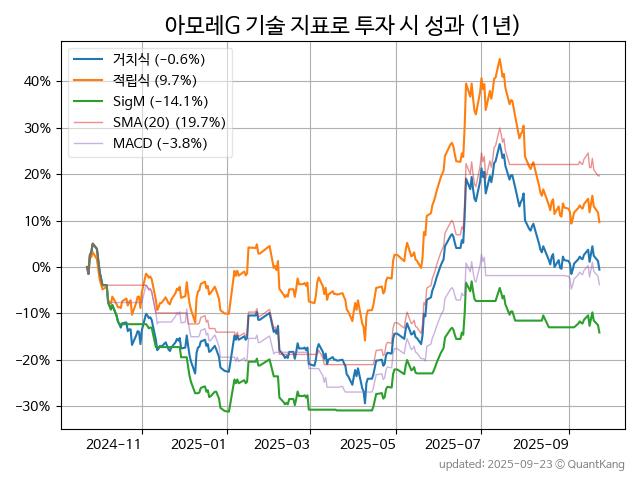 아모레G 기술 지표로 투자 시 성과 (1년)
거치식 (−0.6%)
적립식 (9.7%)
SigM (−14.1%)
SMA(20) (19.7%)
MACD (−3.8%)
40%
30%
20%
10%
0%
−10%
−20%
−30%
2024-11 2025-01 2025-03 2025-05 2025-07 2025-09
updated: 2025-09-23 ⓒ QuantKang